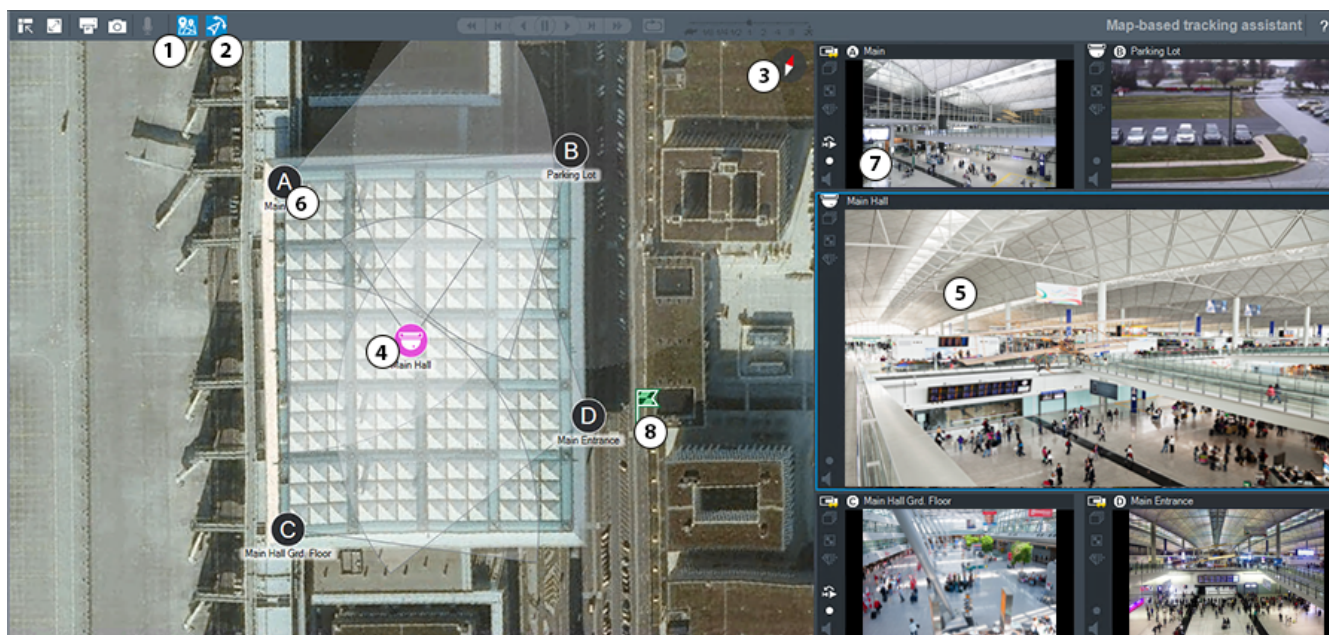 Map-based tracking assistant
?
1
2
3
A Main
B Parking Lot
B
Parking Lot
A
Main
6
7
Main Hall
5
4
Main Hall
8
D
Main Entrance
C
Main Hall Grd. Floor
C Main Hall Grd. Floor
D Main Entrance